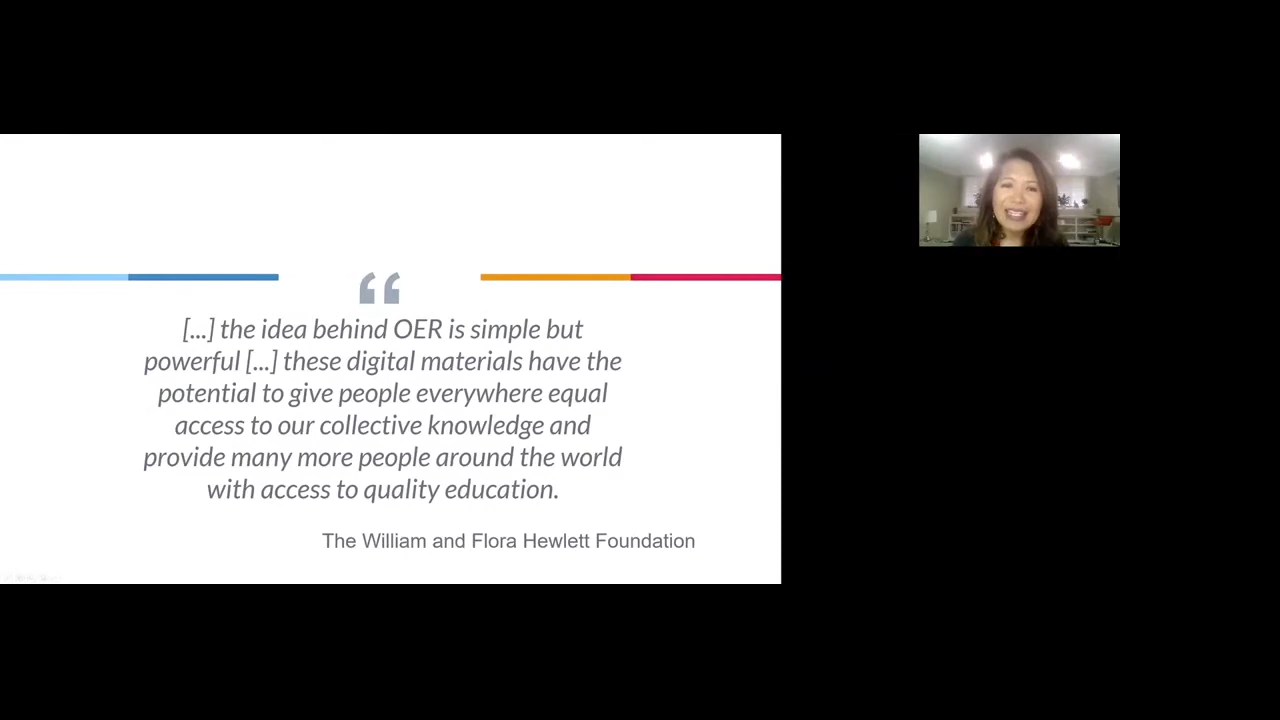 “
[...] the idea behind OER is simple but
powerful [...] these digital materials have the
potential to give people everywhere equal
access to our collective knowledge and
provide many more people around the world
with access to quality education.
The William and Flora Hewlett Foundation